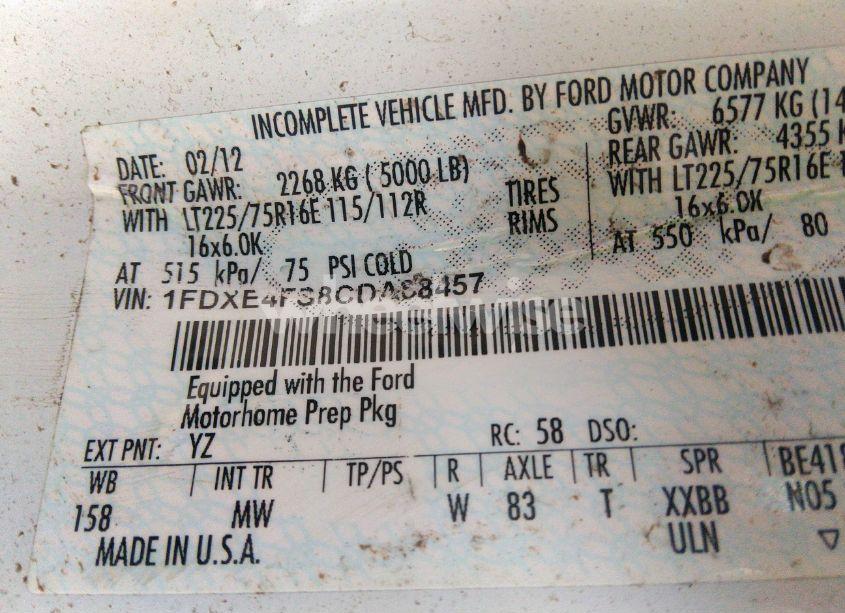 INCOMPLETE VEHICLE MFD. BY FORD MOTOR COMPANY
DATE: 02/12
GVWR: 6577 KG (14
FRONT GAWR: 2268 KG ( 5000 LB)
REAR GAWR: 4355 K
WITH LT225/75R16E 115/112R
TIRES
WITH LT225/75R16E 1
16x6.0K
RIMS
16x6.0K
AT 515 kPa/ 75 PSI COLD
AT 550 kPa/ 80
VIN:
Equipped with the Ford
Motorhome Prep Pkg
EXT PNT: YZ
RC: 58 DSO:
WB
INT TR
TP/PS
R
AXLE
TR
SPR
BE418
158
MW
W
83
T
XXBB
N05
ULN
MADE IN U.S.A.